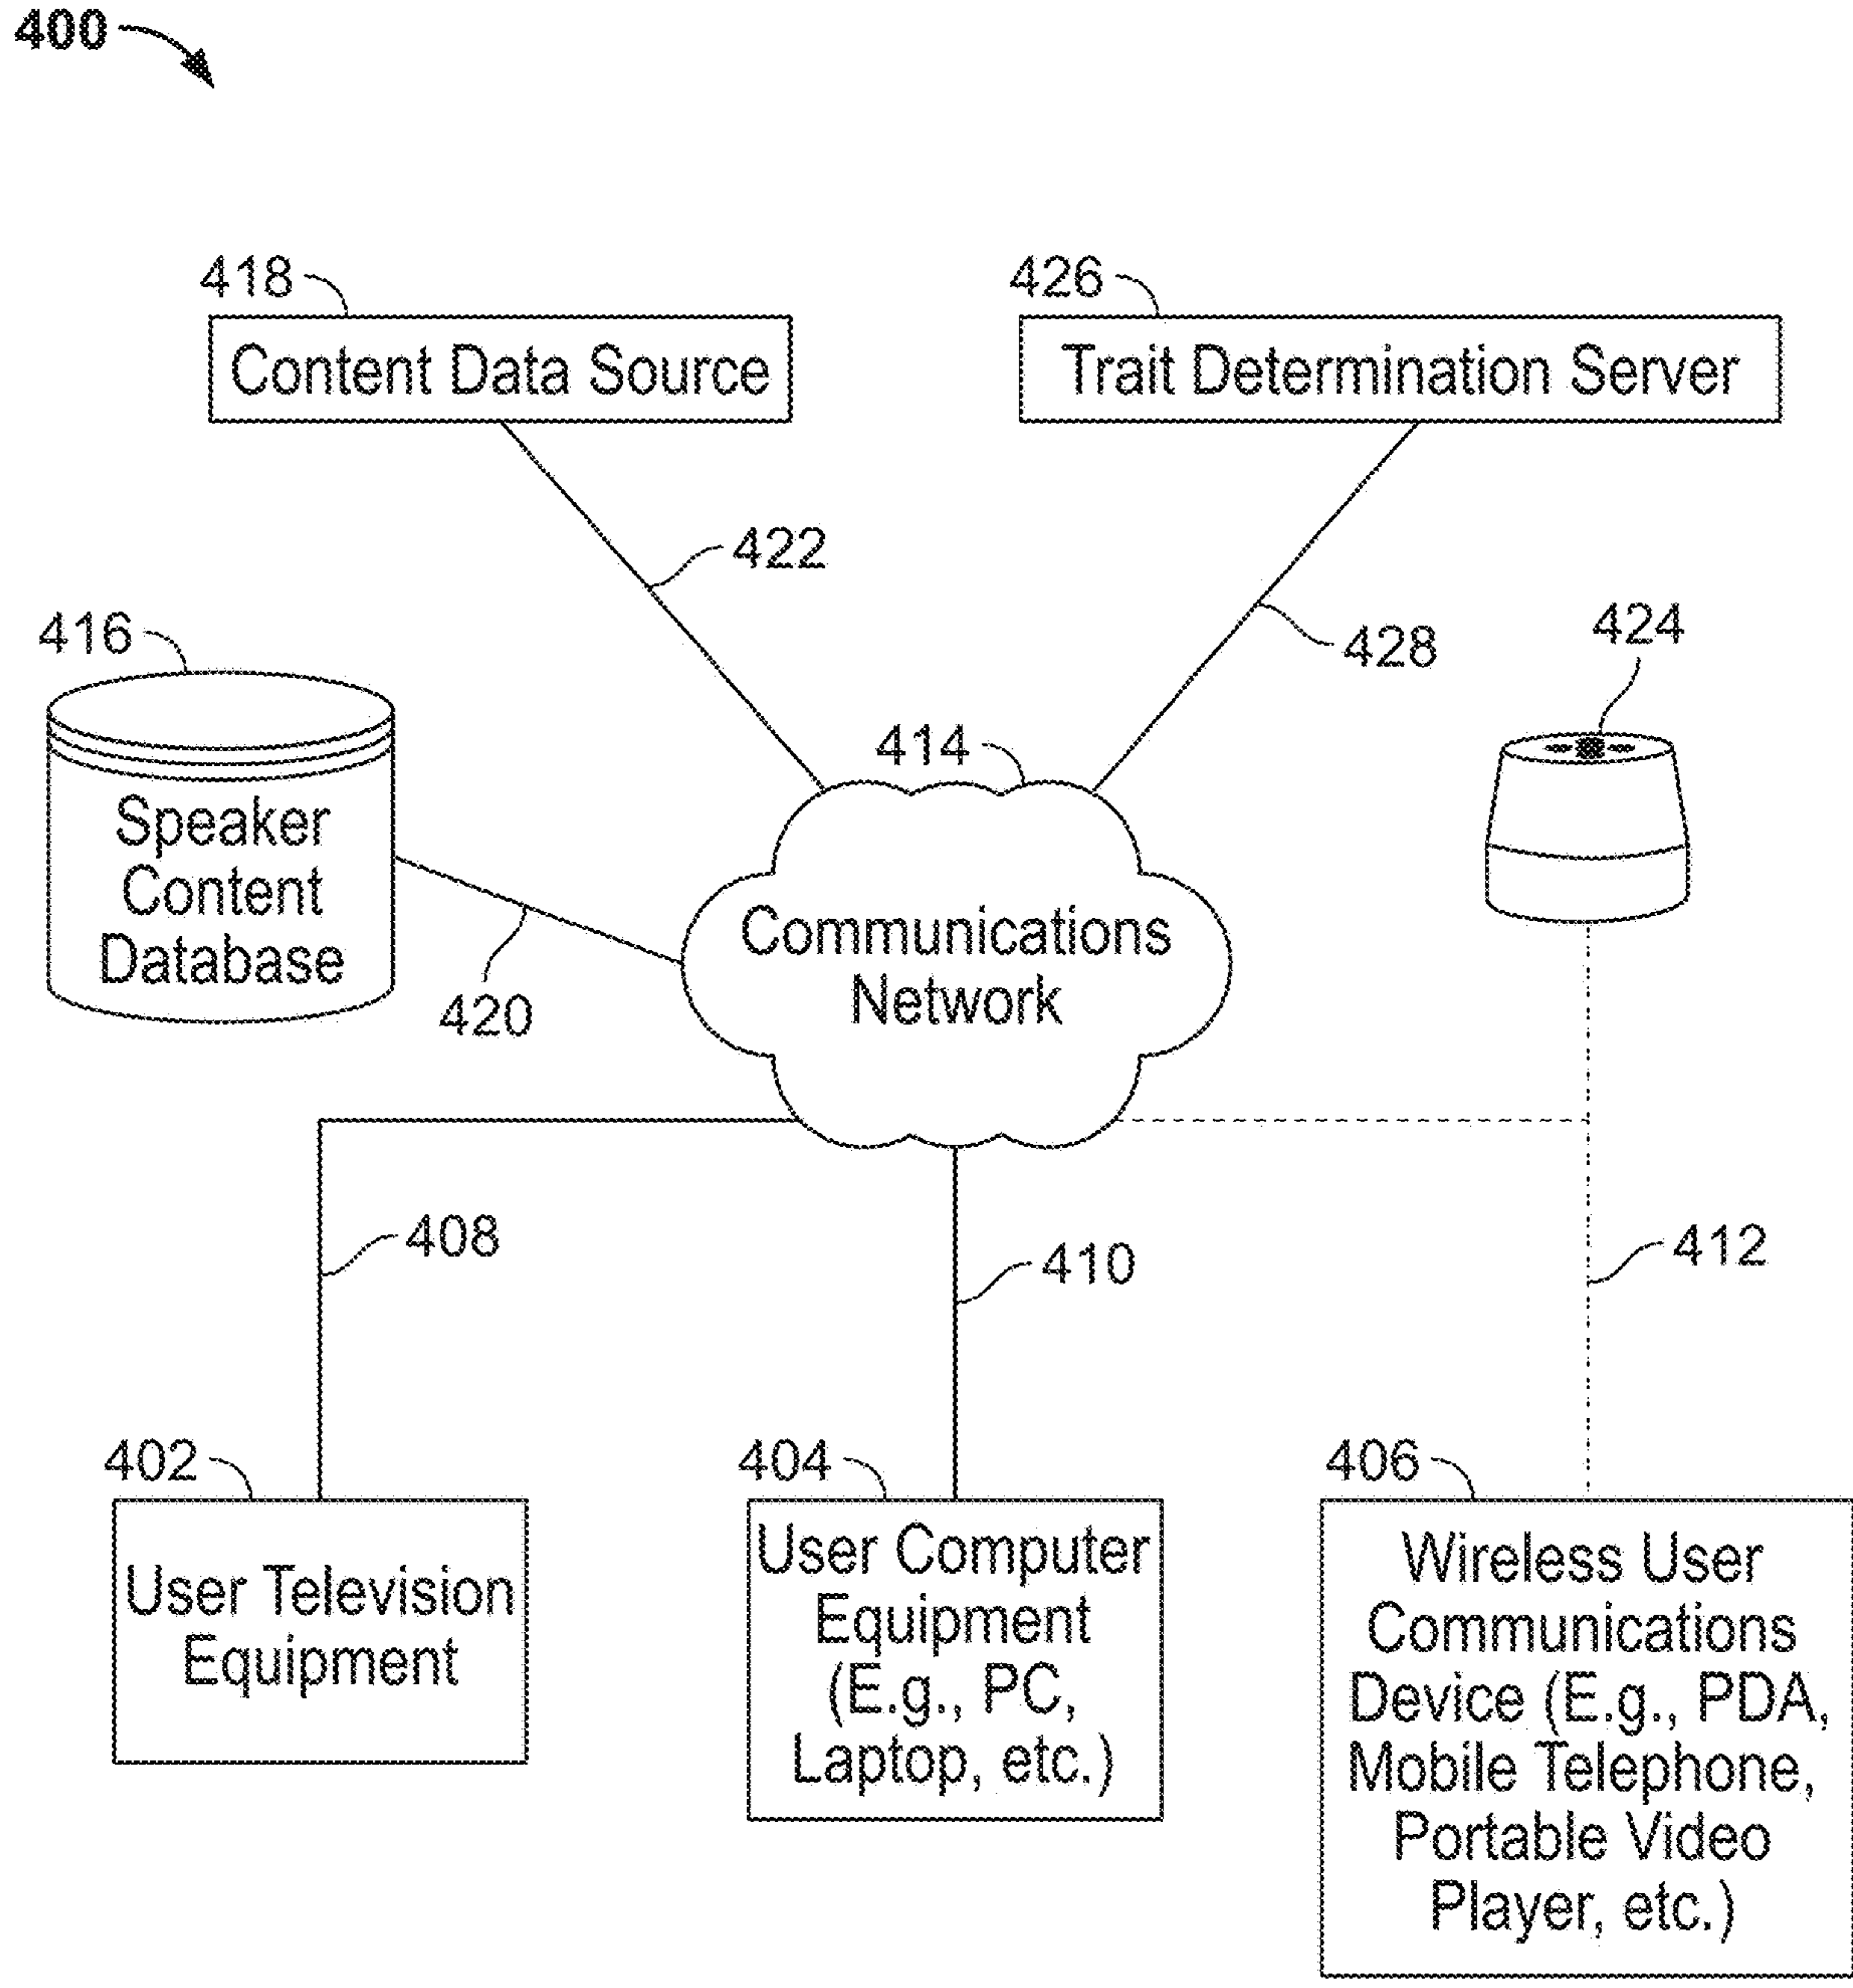 400
418
426
Content Data Source
Trait Determination Server
422
416
428
424
414
Speaker
Content
Database
Communications
Network
420
408
410
412
402
404
406
User Television
Equipment
User Computer
Equipment
(E.g., PC,
Laptop, etc.)
Wireless User
Communications
Device (E.g., PDA,
Mobile Telephone,
Portable Video
Player, etc.)